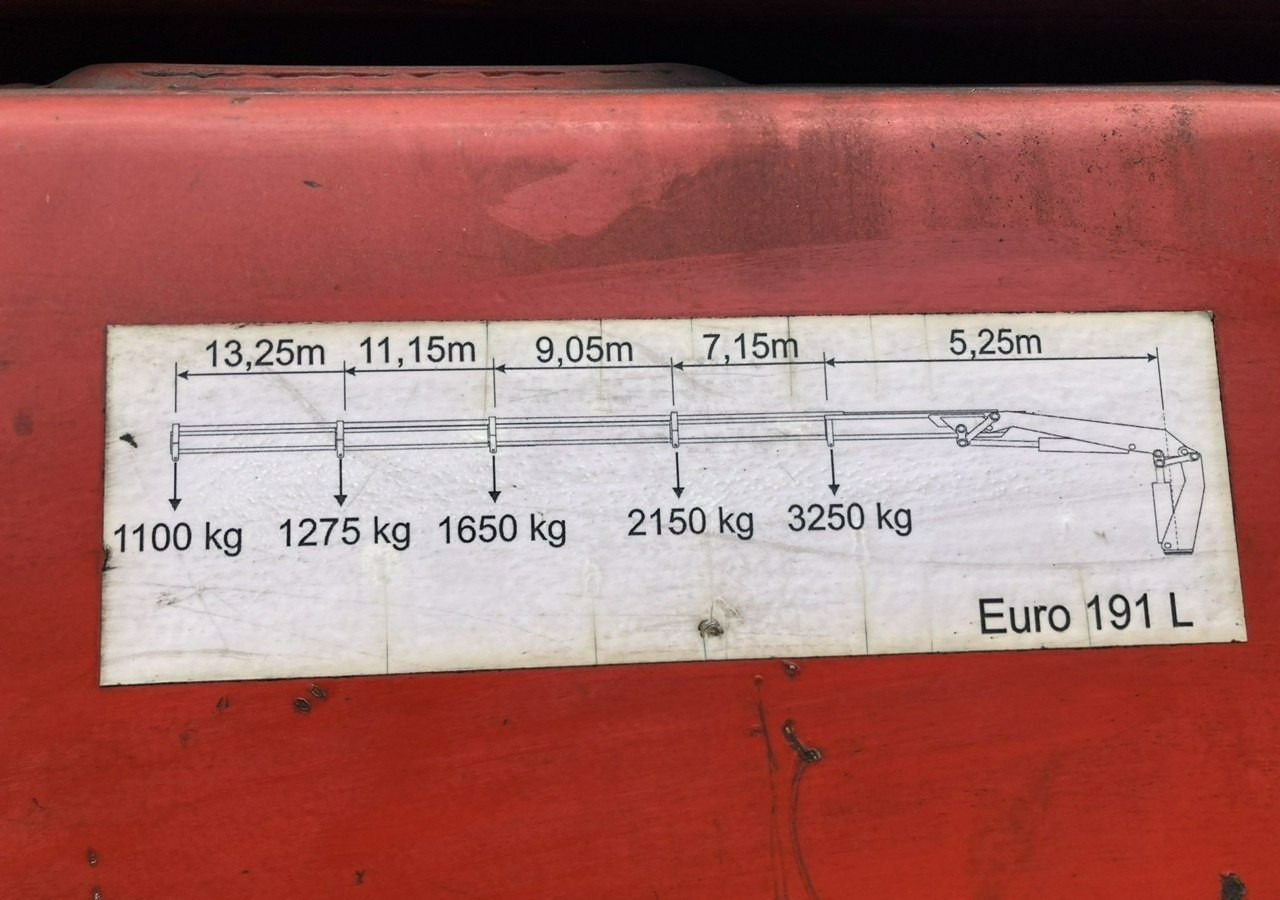 13,25m 11,15m 9,05m 7,15m 5,25m
1100 kg 1275 kg 1650 kg 2150 kg 3250 kg
Euro 191 L